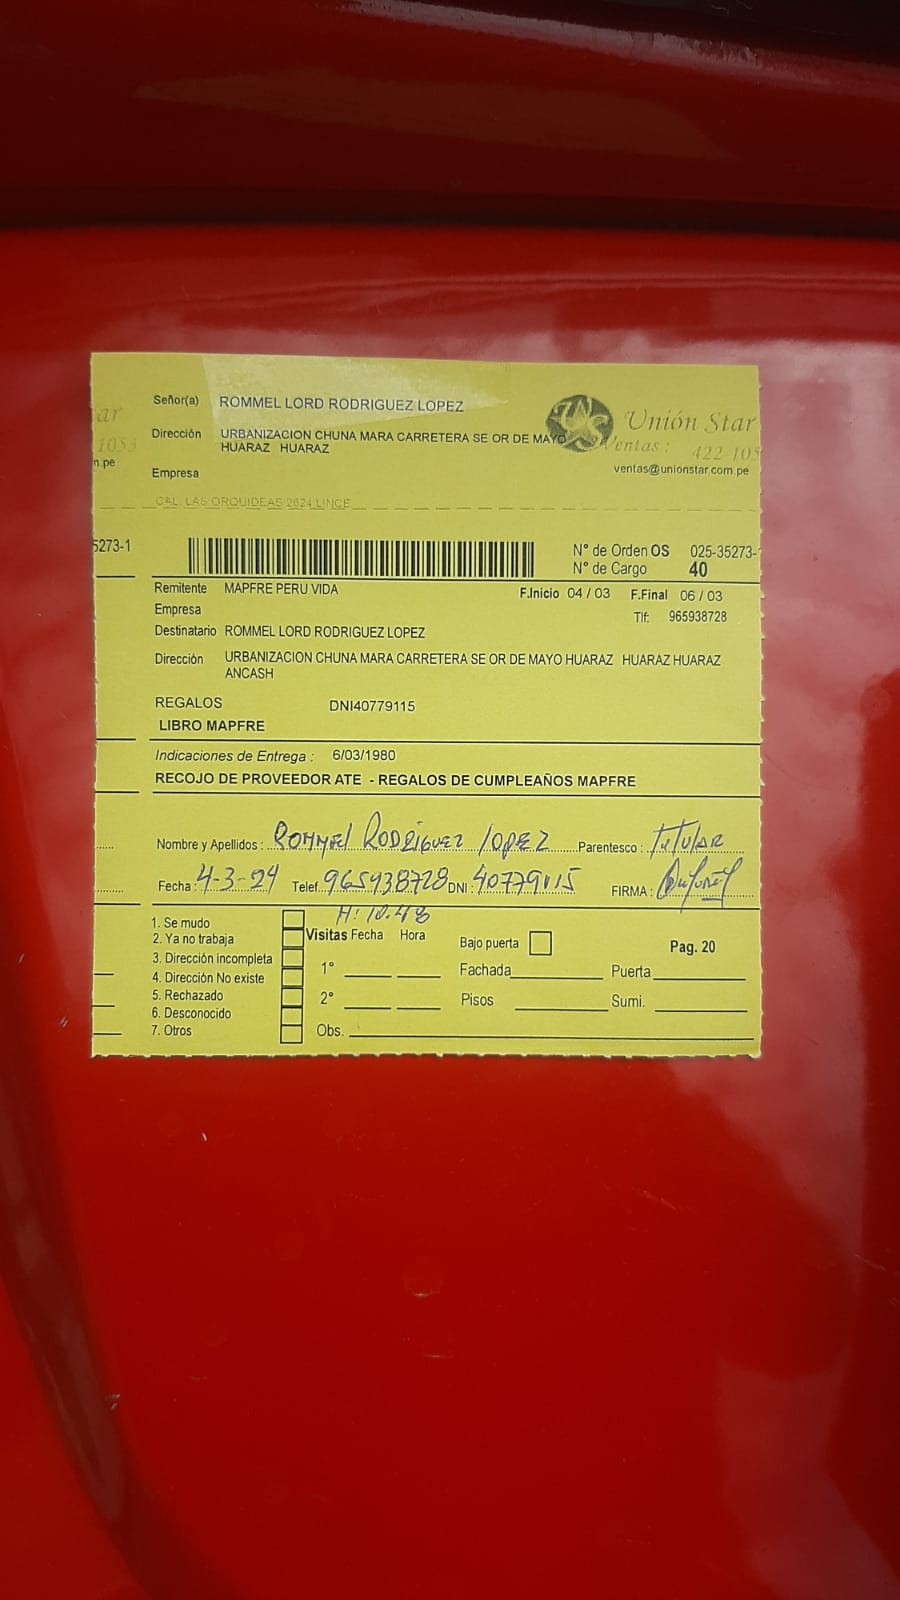 Señor(a) ROMMEL LORD RODRIGUEZ LOPEZ
ar
Unión Star
Dirección URBANIZACION CHUNA MARA CARRETERA SE OR DE MAYO
HUARAZ HUARAZ
1053
Ventas : 422 105
n.pe
ventas@unionstar.com.pe
Empresa
CAL. LAS ORQUIDEAS 2624 LINCE
5273-1
N° de Orden OS 025-35273-1
N° de Cargo 40
Remitente MAPFRE PERU VIDA
F.Inicio 04 / 03 F.Final 06 / 03
Empresa
Tlf: 965938728
Destinatario ROMMEL LORD RODRIGUEZ LOPEZ
Dirección URBANIZACION CHUNA MARA CARRETERA SE OR DE MAYO HUARAZ HUARAZ HUARAZ
ANCASH
REGALOS DNI40779115
LIBRO MAPFRE
Indicaciones de Entrega : 6/03/1980
RECOJO DE PROVEEDOR ATE - REGALOS DE CUMPLEAÑOS MAPFRE
Nombre y Apellidos : Rommel Rodriguez Lopez Parentesco : Titular
Fecha : 4-3-24 Telef. 965938728 DNI : 40779115 FIRMA :
H: 10.48
1. Se mudo
2. Ya no trabaja
3. Dirección incompleta
4. Dirección No existe
5. Rechazado
6. Desconocido
7. Otros
Visitas Fecha Hora
1°
2°
Obs.
Bajo puerta
Pag. 20
Fachada Puerta
Pisos Sumi.